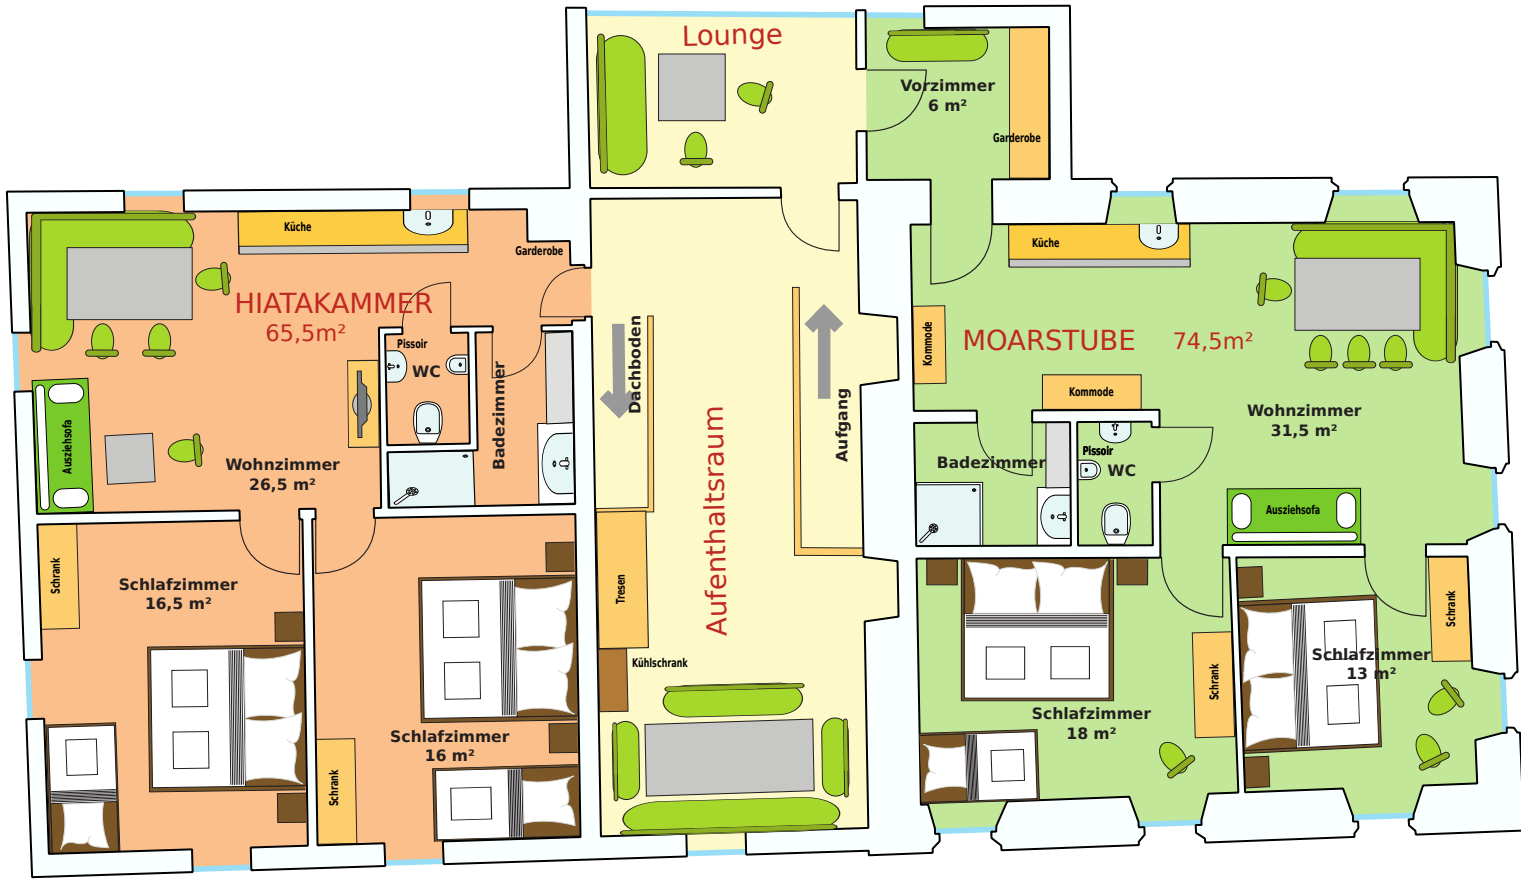 Lounge
Vorzimmer
6 m²
Garderobe
Küche
Garderobe
HIATAKAMMER
65,5m²
Pissoir
WC
Badezimmer
Ausziehsofa
Wohnzimmer
26,5 m²
Schrank
Schlafzimmer
16,5 m²
Schlafzimmer
16 m²
Schrank
Dachboden
Aufgang
Aufenthaltsraum
Tresen
Kühlschrank
Küche
Kommode
MOARSTUBE 74,5m²
Kommode
Wohnzimmer
31,5 m²
Badezimmer
Pissoir
WC
Ausziehsofa
Schlafzimmer
18 m²
Schrank
Schlafzimmer
13 m²
Schrank